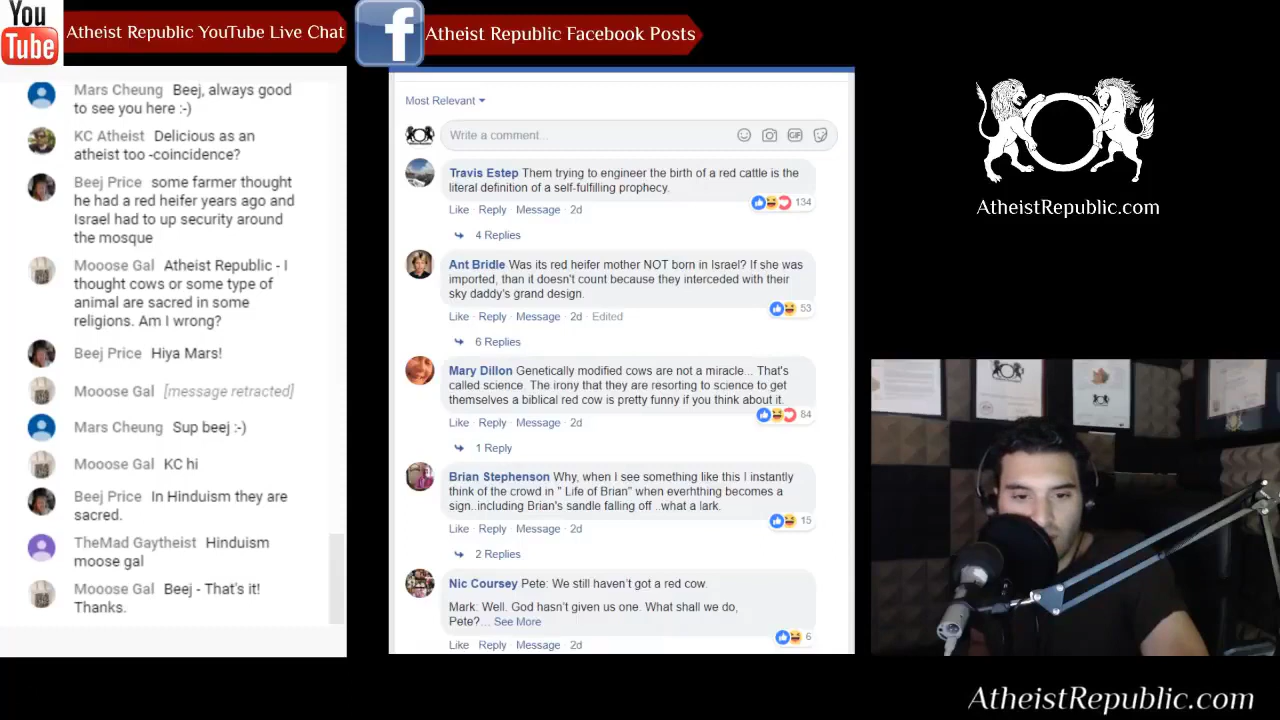 You
Tube
Atheist Republic YouTube Live Chat
f
Atheist Republic Facebook Posts
Mars Cheung Beej, always good
to see you here :-)
KC Atheist Delicious as an
atheist too -coincidence?
Beej Price some farmer thought
he had a red heifer years ago and
Israel had to up security around
the mosque
Mooose Gal Atheist Republic - I
thought cows or some type of
animal are sacred in some
religions. Am I wrong?
Beej Price Hiya Mars!
Mooose Gal [message retracted]
Mars Cheung Sup beej :-)
Mooose Gal KC hi
Beej Price In Hinduism they are
sacred.
TheMad Gaytheist Hinduism
moose gal
Mooose Gal Beej - That's it!
Thanks.
Most Relevant
Write a comment...
GIF
Travis Estep Them trying to engineer the birth of a red cattle is the
literal definition of a self-fulfilling prophecy.
134
Like Reply Message 2d
4 Replies
Ant Bridle Was its red heifer mother NOT born in Israel? If she was
imported, than it doesn't count because they interceded with their
sky daddy's grand design.
53
Like Reply Message 2d Edited
6 Replies
Mary Dillon Genetically modified cows are not a miracle... That's
called science. The irony that they are resorting to science to get
themselves a biblical red cow is pretty funny if you think about it.
84
Like Reply Message 2d
1 Reply
Brian Stephenson Why, when I see something like this I instantly
think of the crowd in " Life of Brian" when everhthing becomes a
sign..including Brian's sandle falling off ..what a lark.
15
Like Reply Message 2d
2 Replies
Nic Coursey Pete: We still haven't got a red cow.
Mark: Well. God hasn't given us one. What shall we do,
Pete?... See More
6
Like Reply Message 2d
AtheistRepublic.com
AtheistRepublic.com